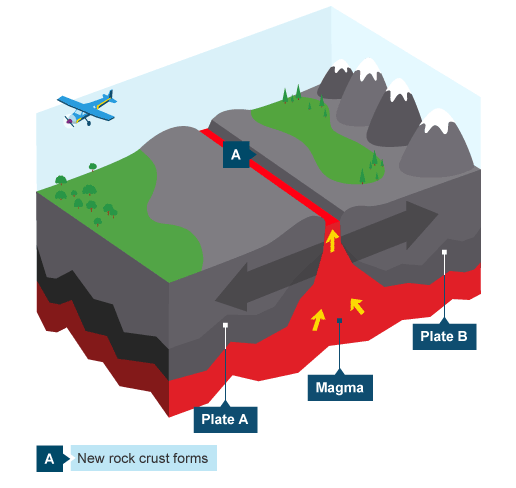 A
Plate B
Magma
Plate A
A New rock crust forms